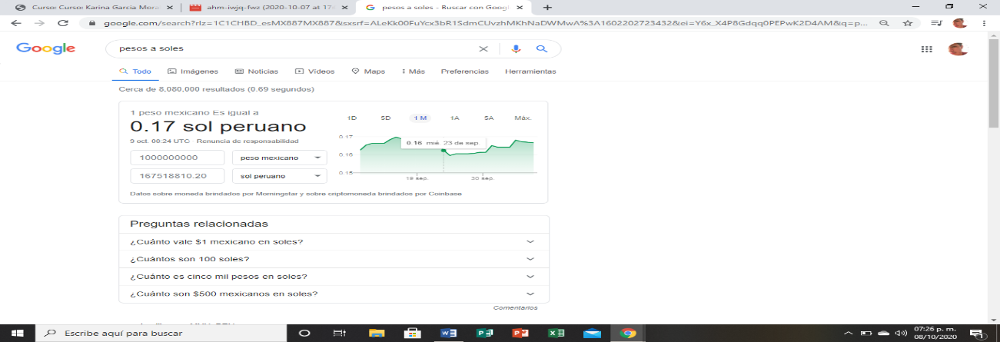 Curso: Curso: Karina Garcia Mora
ahm-iwjq-fwz (2020-10-07 at 17
pesos a soles - Buscar con Googl
google.com/search?rlz=1C1CHBD_esMX887MX887&sxsrf=ALeKk00FuYcx3bR1SdmCUvzhMKhNaDWMwA%3A1602202723432&ei=Y6x_X4P8Gdqq0PEPwK2D4AM&q=p...
Google
pesos a soles
Todo Imágenes Noticias Vídeos Maps Más Preferencias Herramientas
Cerca de 8,080,000 resultados (0.69 segundos)
1 peso mexicano Es igual a
0.17 sol peruano
9 oct. 00:24 UTC · Renuncia de responsabilidad
1000000000 peso mexicano
167518810.20 sol peruano
1D 5D 1 M 1A 5A Máx.
0.17
0.16 mié. 23 de sep.
0.16
0.15
19 sep. 30 sep.
Datos sobre moneda brindados por Morningstar y sobre criptomoneda brindados por Coinbase
Preguntas relacionadas
¿Cuánto vale $1 mexicano en soles?
¿Cuántos son 100 soles?
¿Cuánto es cinco mil pesos en soles?
¿Cuánto son $500 mexicanos en soles?
Comentarios
Escribe aquí para buscar
07:26 p. m.
08/10/2020